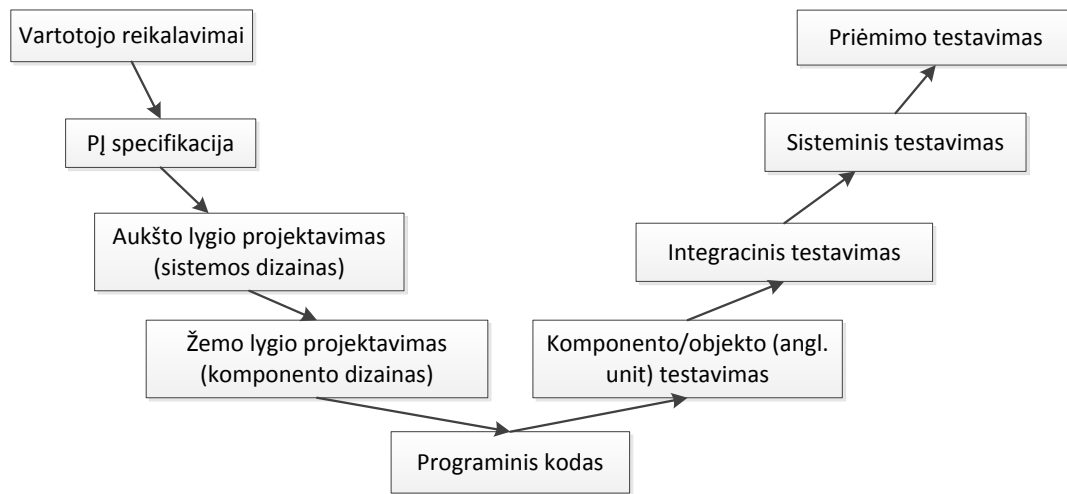 Vartotojo reikalavimai
PĮ specifikacija
Aukšto lygio projektavimas
(sistemos dizainas)
Žemo lygio projektavimas
(komponento dizainas)
Programinis kodas
Komponento/objekto (angl.
unit) testavimas
Integracinis testavimas
Sisteminis testavimas
Priėmimo testavimas